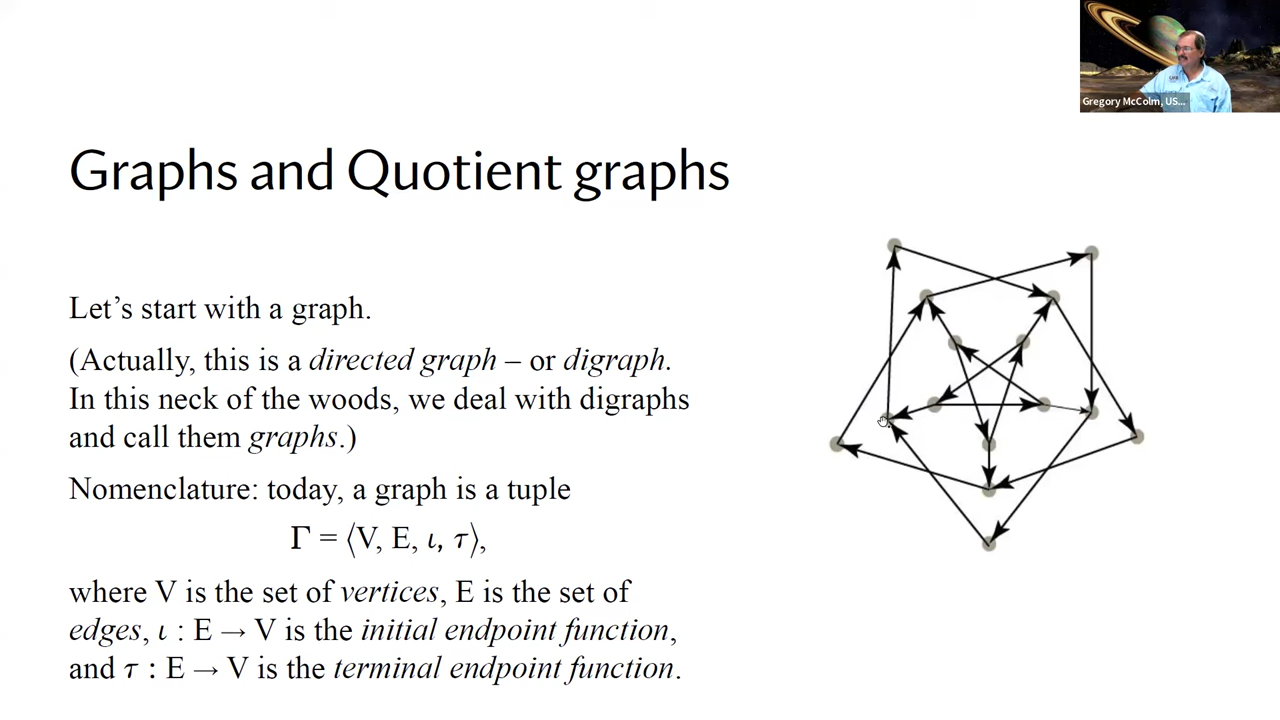 Gregory McColm, US...
Graphs and Quotient graphs
Let’s start with a graph.
(Actually, this is a directed graph – or digraph.
In this neck of the woods, we deal with digraphs
and call them graphs.)
Nomenclature: today, a graph is a tuple
Γ = ⟨V, E, ι, τ⟩,
where V is the set of vertices, E is the set of
edges, ι : E → V is the initial endpoint function,
and τ : E → V is the terminal endpoint function.